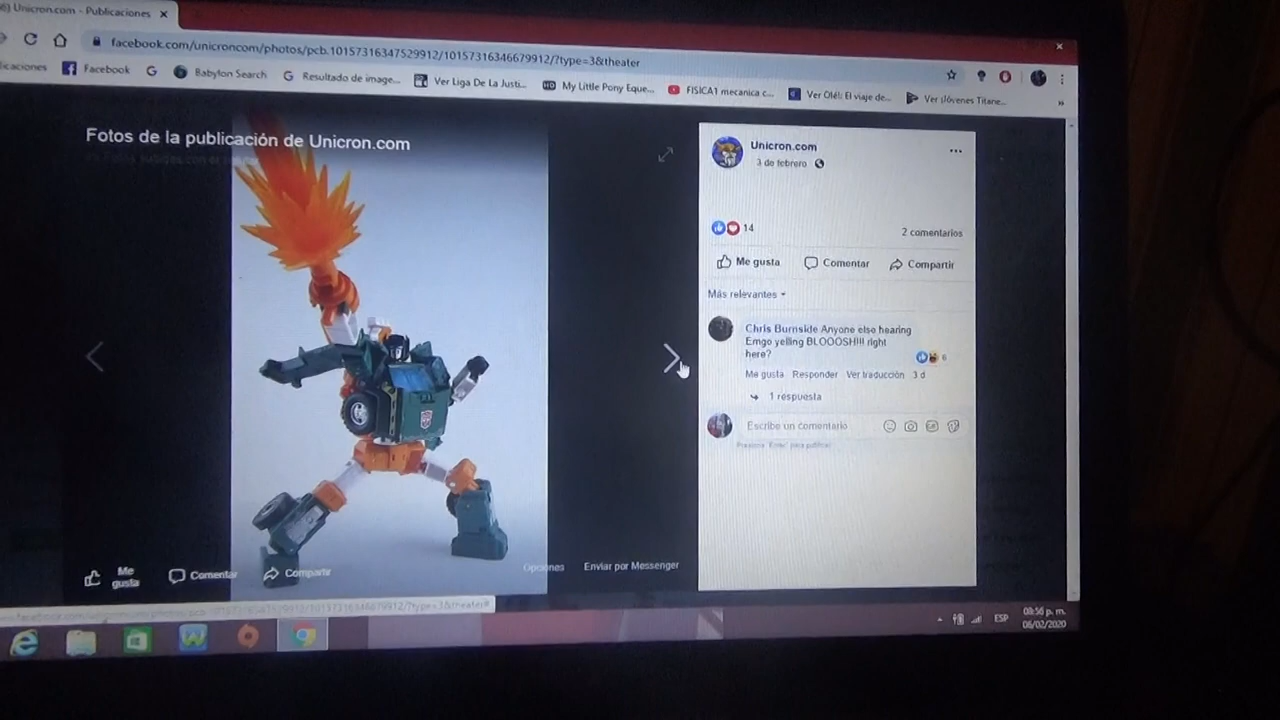 Unicron.com - Publicaciones
facebook.com/unicroncom/photos/pcb.10157316347529912/10157316346679912/?type=3&theater
Facebook
G
Babylon Search
G Resultado de image...
Ver Liga De La Justi...
HD My Little Pony Eque...
FISICA1 mecanica c...
Ver Olé!: El viaje de...
Ver ¡Jóvenes Titane...
»
Fotos de la publicación de Unicron.com
Unicron.com
3 de febrero
14
2 comentarios
Me gusta
Comentar
Compartir
Más relevantes
Chris Burnside Anyone else hearing
Emgo yelling BLOOOSH!!! right
here?
6
Me gusta Responder Ver traducción 3 d
1 respuesta
Escribe un comentario
Presiona "Enter" para publicar.
Me
gusta
Comentar
Compartir
Opciones
Enviar por Messenger
ESP
08:56 p. m.
06/02/2020